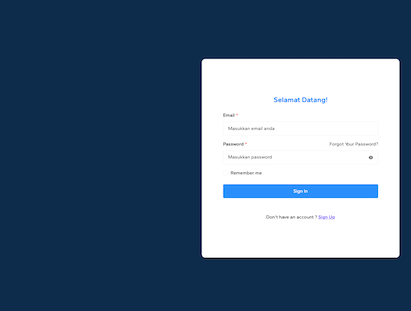 Selamat Datang!
Email *
Masukkan email anda
Password * Forgot Your Password?
Masukkan password
Remember me
Sign In
Don't have an account ? Sign Up